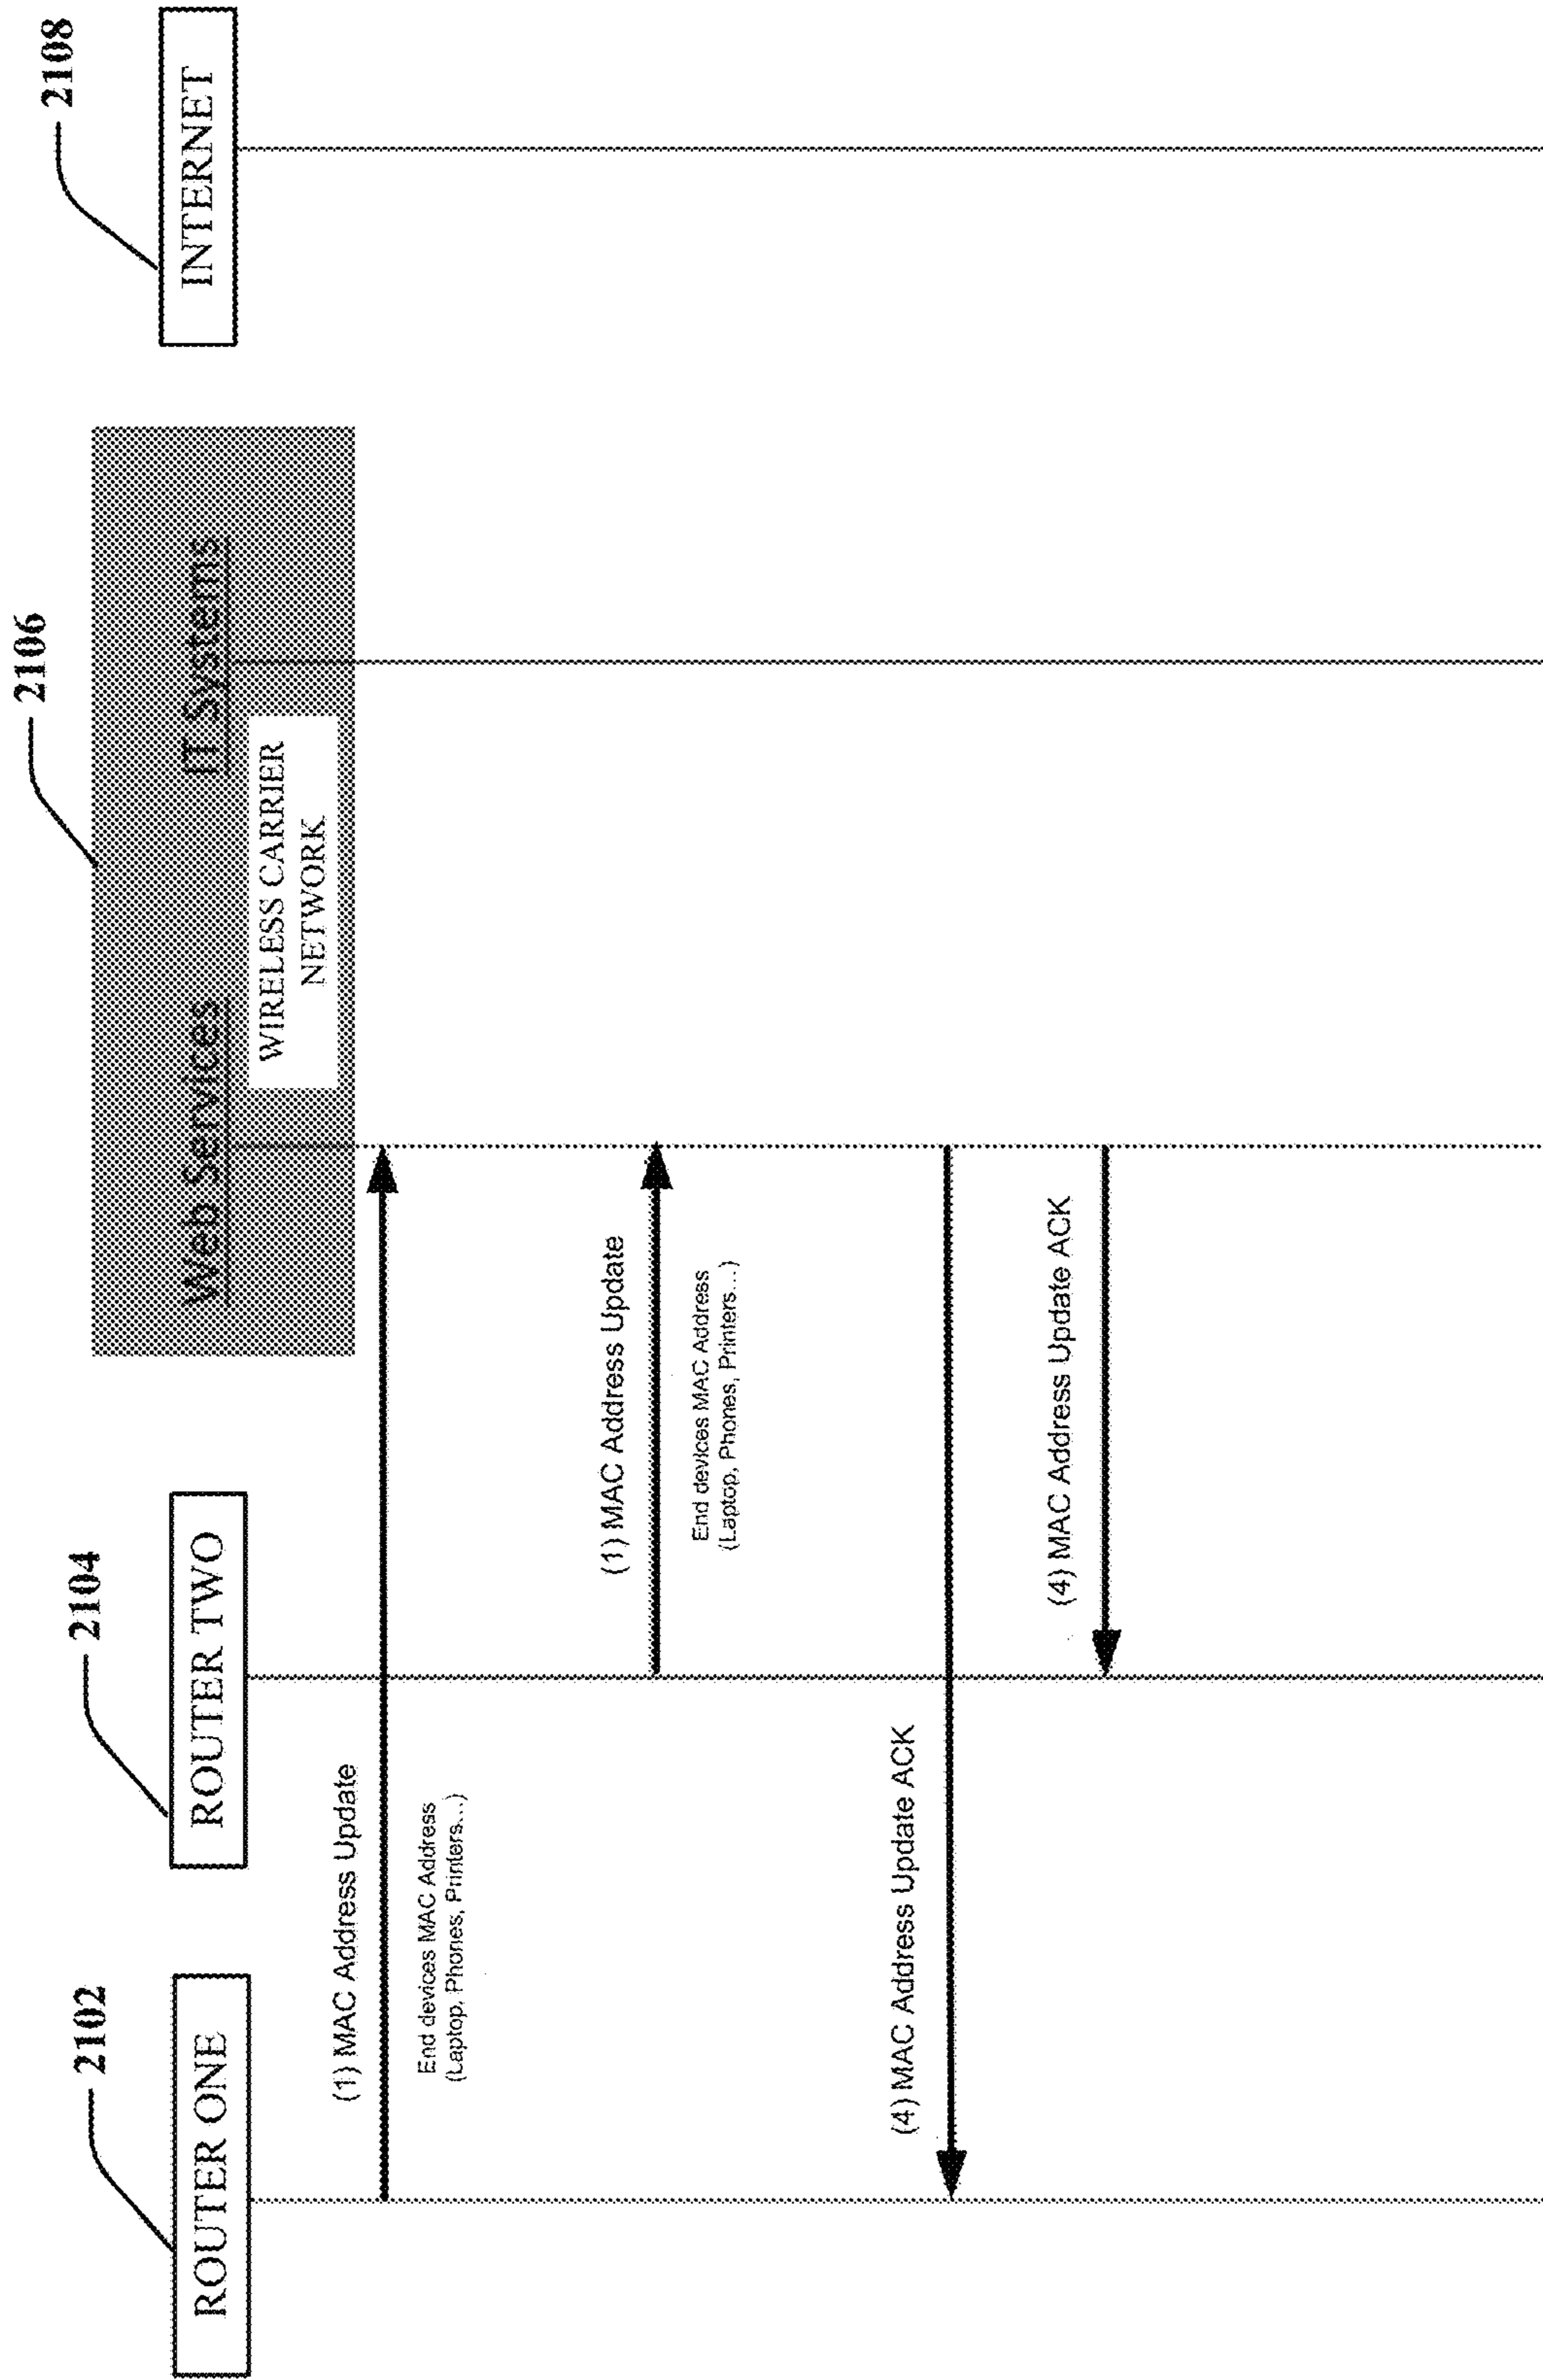 2102
2104
2106
2108
ROUTER ONE
ROUTER TWO
Web Services
IT Systems
INTERNET
WIRELESS CARRIER
NETWORK
(1) MAC Address Update
End devices MAC Address
(Laptop, Phones, Printers...)
(1) MAC Address Update
End devices MAC Address
(Laptop, Phones, Printers...)
(4) MAC Address Update ACK
(4) MAC Address Update ACK